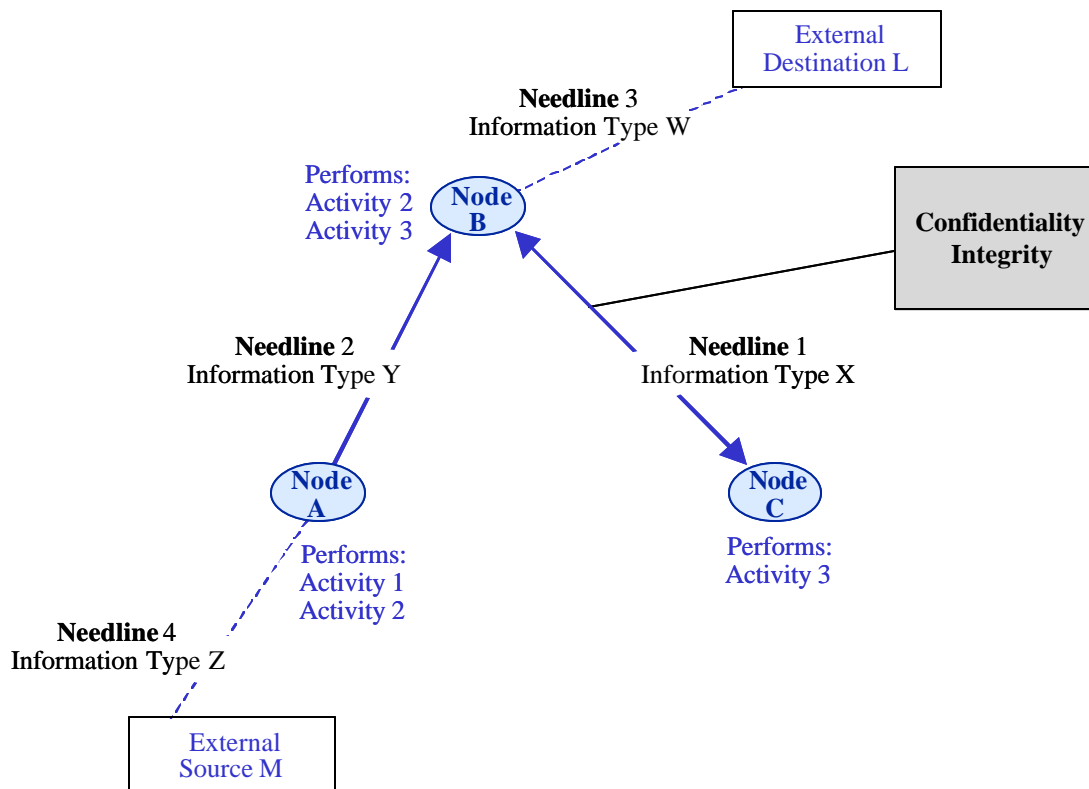 External
Destination L
Needline 3
Information Type W
Performs:
Activity 2
Activity 3
Node
B
Confidentiality
Integrity
Needline 2
Information Type Y
Needline 1
Information Type X
Node
A
Node
C
Performs:
Activity 1
Activity 2
Performs:
Activity 3
Needline 4
Information Type Z
External
Source M